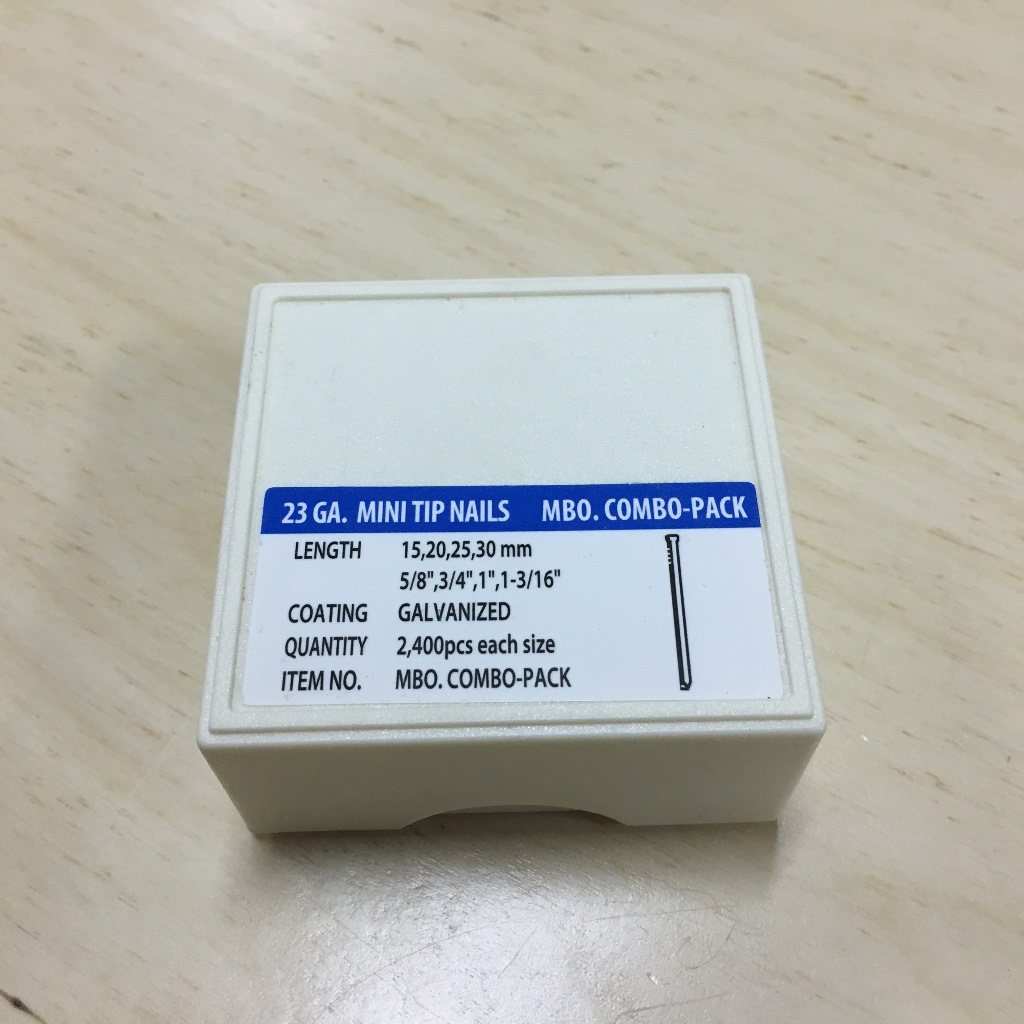 23 GA. MINI TIP NAILS MBO. COMBO-PACK
LENGTH 15,20,25,30 mm
5/8",3/4",1",1-3/16"
COATING GALVANIZED
QUANTITY 2,400pcs each size
ITEM NO. MBO. COMBO-PACK